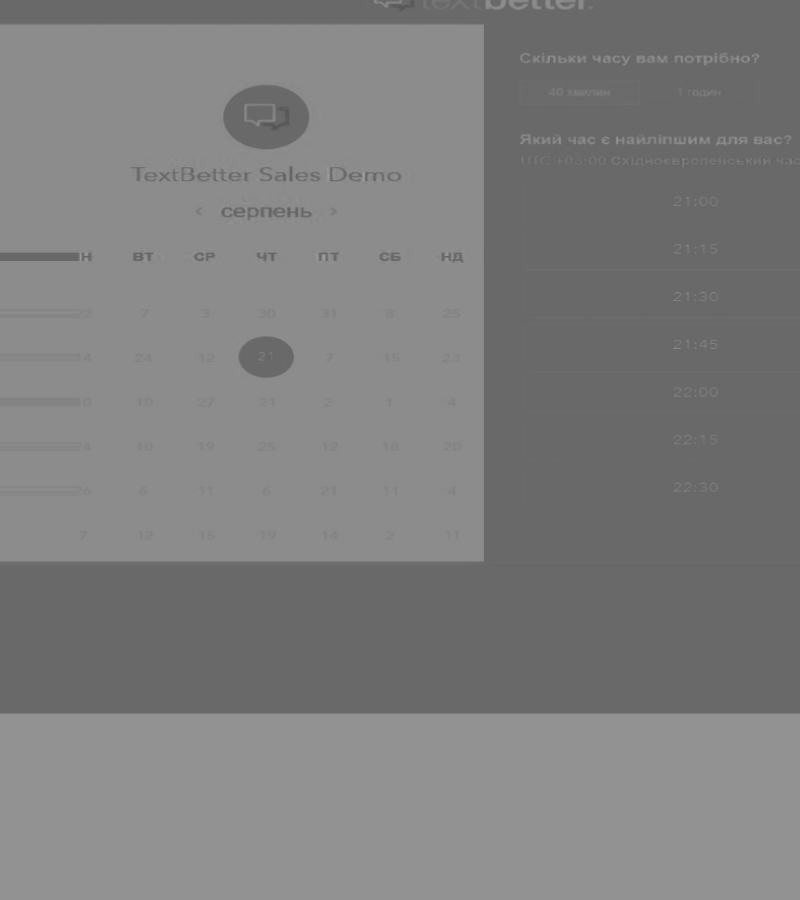 textbetter.
TextBetter Sales Demo
‹ серпень ›
Н ВТ СР ЧТ ПТ СБ НД
22 7 3 30 31 8 25
14 24 12 21 7 15 23
0 10 27 21 2 1 4
24 10 19 25 12 18 20
26 6 11 6 21 11 4
7 12 15 19 14 2 11
Скільки часу вам потрібно?
40 хвилин 1 годин
Який час є найліпшим для вас?
UTC +03:00 Східноєвропейський час
21:00
21:15
21:30
21:45
22:00
22:15
22:30